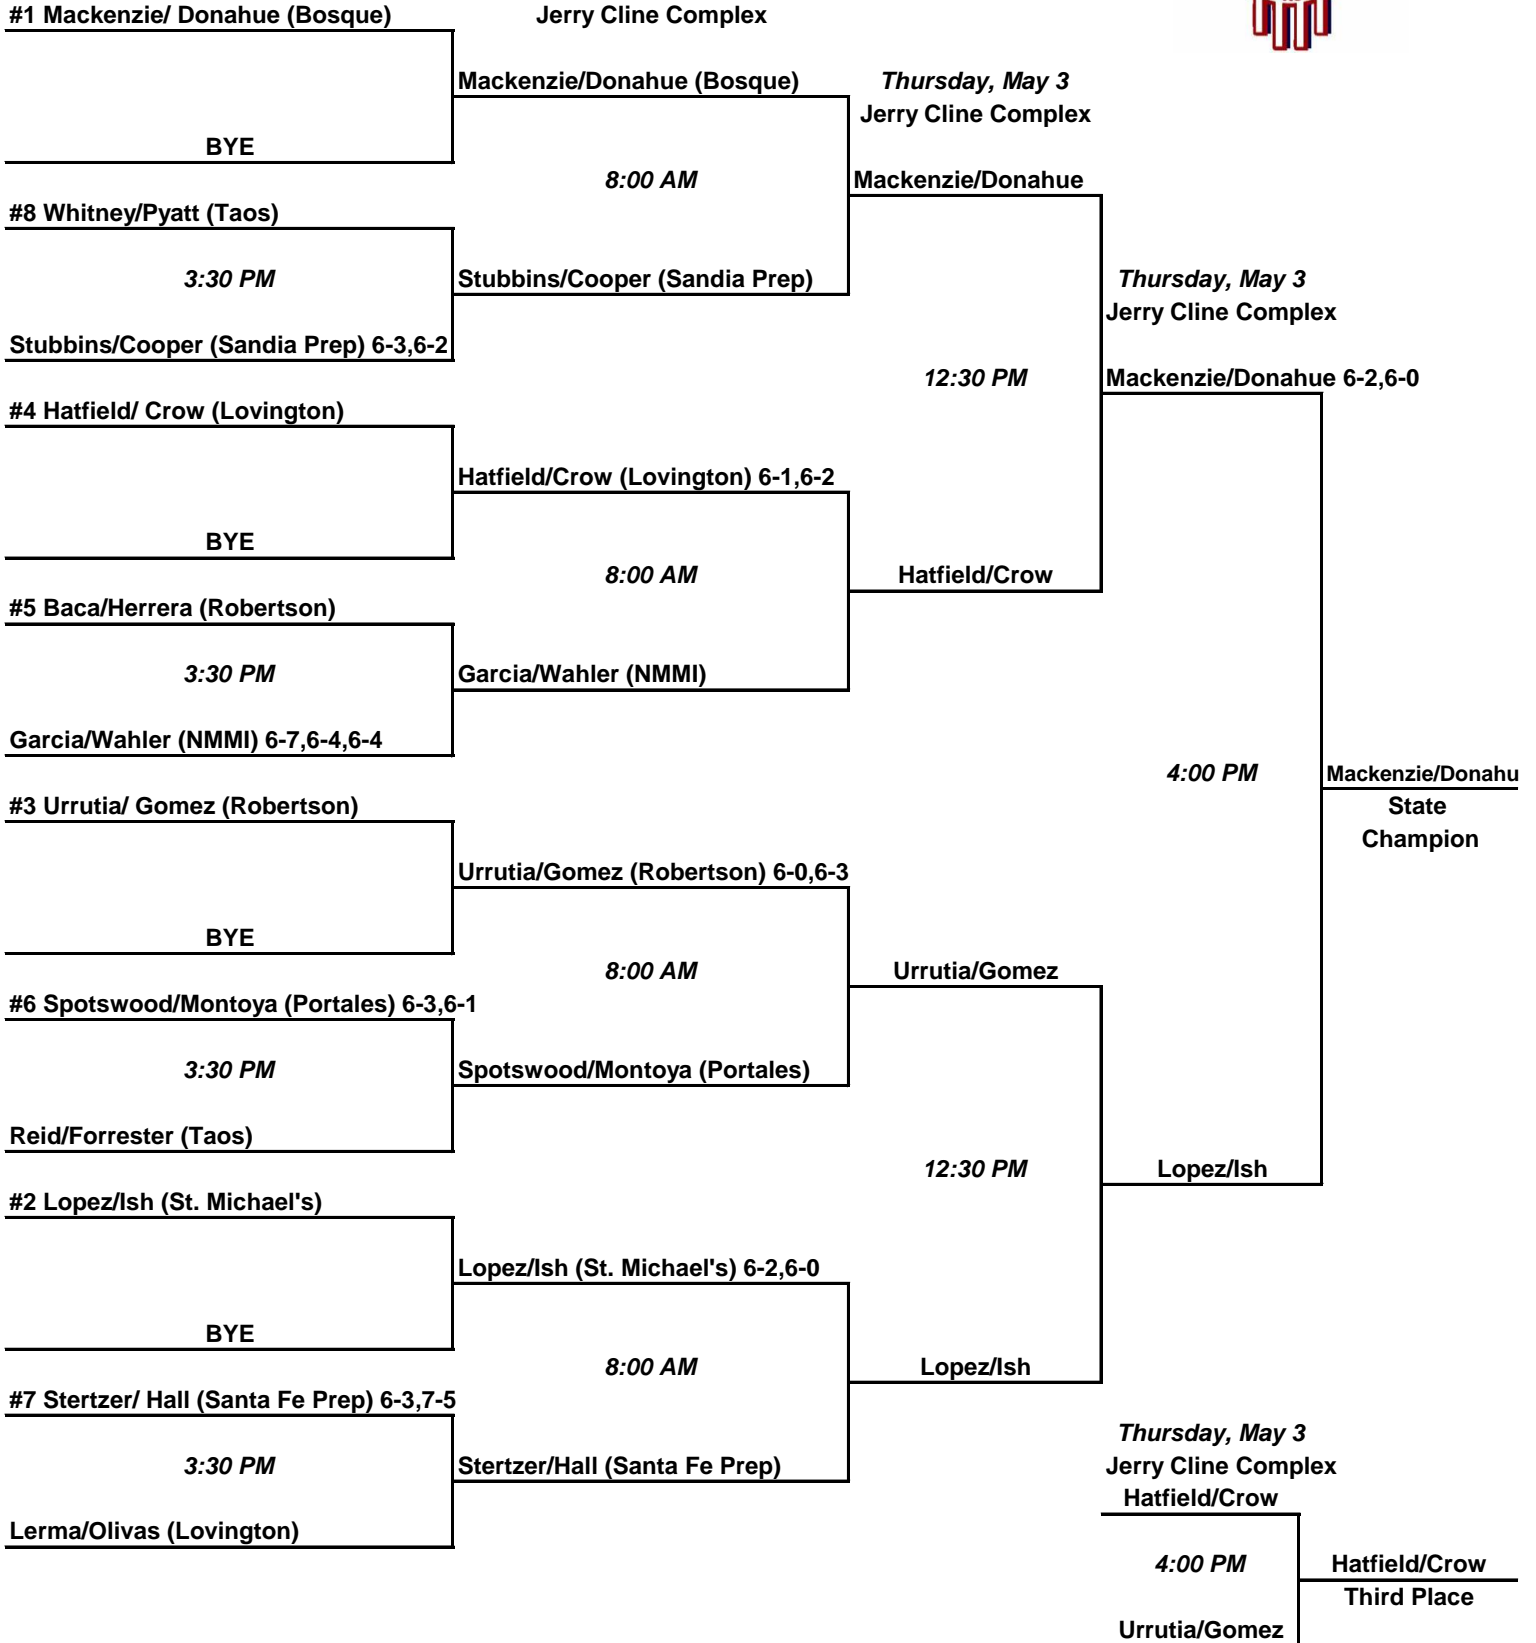 #1 Mackenzie/ Donahue (Bosque)
Jerry Cline Complex
Mackenzie/Donahue (Bosque)
Thursday, May 3
Jerry Cline Complex
BYE
8:00 AM
Mackenzie/Donahue
#8 Whitney/Pyatt (Taos)
3:30 PM
Stubbins/Cooper (Sandia Prep)
Thursday, May 3
Jerry Cline Complex
Stubbins/Cooper (Sandia Prep) 6-3,6-2
12:30 PM
Mackenzie/Donahue 6-2,6-0
#4 Hatfield/ Crow (Lovington)
Hatfield/Crow (Lovington) 6-1,6-2
BYE
8:00 AM
Hatfield/Crow
#5 Baca/Herrera (Robertson)
3:30 PM
Garcia/Wahler (NMMI)
Garcia/Wahler (NMMI) 6-7,6-4,6-4
4:00 PM
Mackenzie/Donahu
State
Champion
#3 Urrutia/ Gomez (Robertson)
Urrutia/Gomez (Robertson) 6-0,6-3
BYE
8:00 AM
Urrutia/Gomez
#6 Spotswood/Montoya (Portales) 6-3,6-1
3:30 PM
Spotswood/Montoya (Portales)
Reid/Forrester (Taos)
12:30 PM
Lopez/Ish
#2 Lopez/Ish (St. Michael's)
Lopez/Ish (St. Michael's) 6-2,6-0
BYE
8:00 AM
Lopez/Ish
#7 Stertzer/ Hall (Santa Fe Prep) 6-3,7-5
Thursday, May 3
Jerry Cline Complex
3:30 PM
Stertzer/Hall (Santa Fe Prep)
Hatfield/Crow
Lerma/Olivas (Lovington)
4:00 PM
Hatfield/Crow
Third Place
Urrutia/Gomez